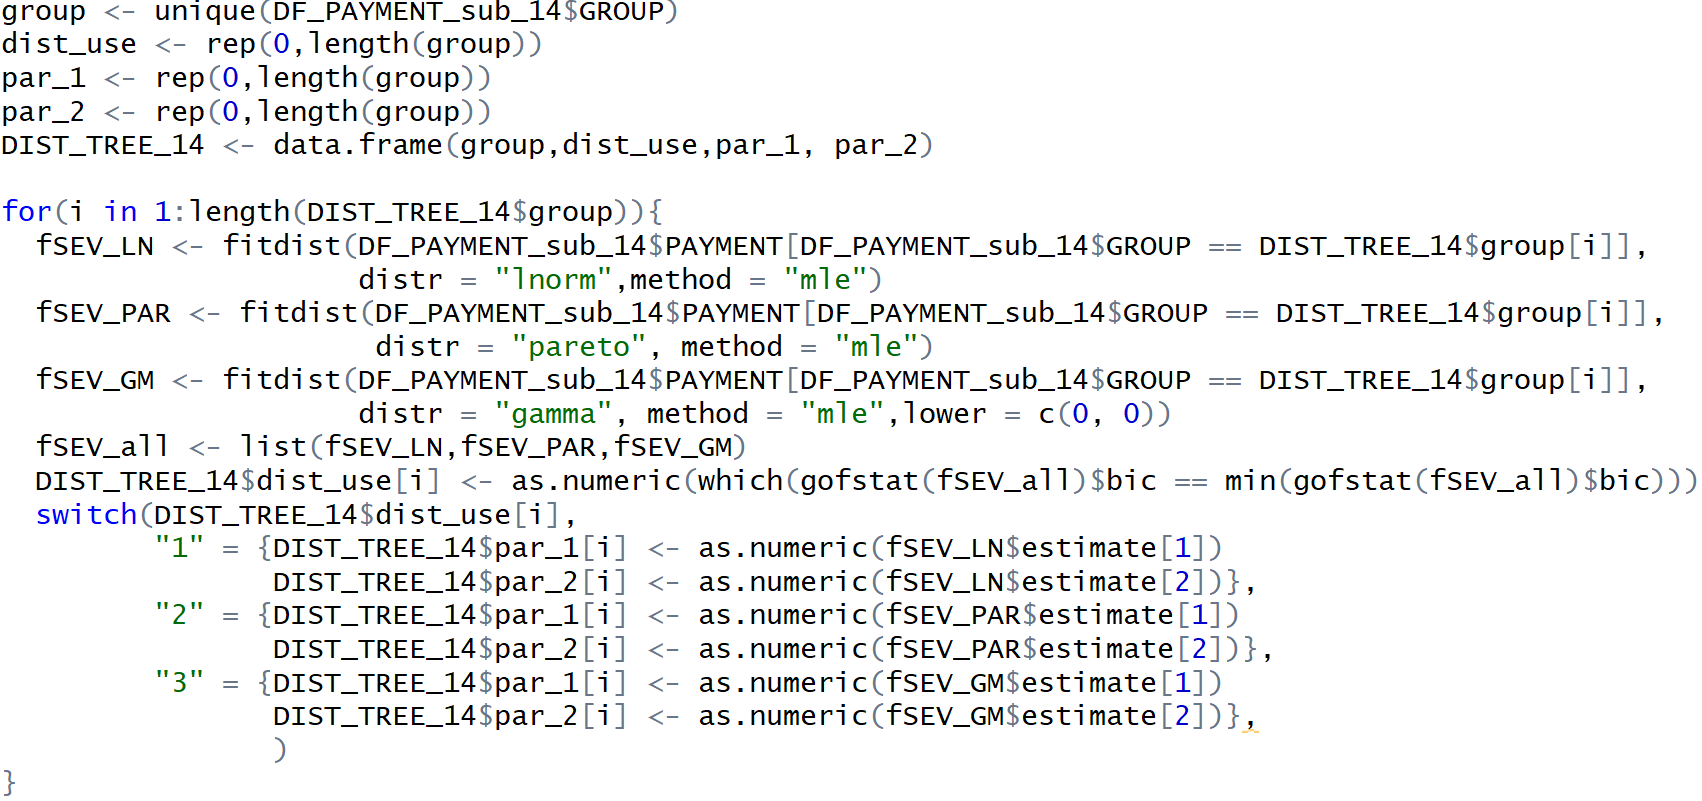 group <- unique(DF_PAYMENT_sub_14$GROUP)
dist_use <- rep(0,length(group))
par_1 <- rep(0,length(group))
par_2 <- rep(0,length(group))
DIST_TREE_14 <- data.frame(group,dist_use,par_1, par_2)

for(i in 1:length(DIST_TREE_14$group)){
  fSEV_LN <- fitdist(DF_PAYMENT_sub_14$PAYMENT[DF_PAYMENT_sub_14$GROUP == DIST_TREE_14$group[i]],
                     distr = "lnorm",method = "mle")
  fSEV_PAR <- fitdist(DF_PAYMENT_sub_14$PAYMENT[DF_PAYMENT_sub_14$GROUP == DIST_TREE_14$group[i]],
                      distr = "pareto", method = "mle")
  fSEV_GM <- fitdist(DF_PAYMENT_sub_14$PAYMENT[DF_PAYMENT_sub_14$GROUP == DIST_TREE_14$group[i]],
                     distr = "gamma", method = "mle",lower = c(0, 0))
  fSEV_all <- list(fSEV_LN,fSEV_PAR,fSEV_GM)
  DIST_TREE_14$dist_use[i] <- as.numeric(which(gofstat(fSEV_all)$bic == min(gofstat(fSEV_all)$bic)))
  switch(DIST_TREE_14$dist_use[i],
         "1" = {DIST_TREE_14$par_1[i] <- as.numeric(fSEV_LN$estimate[1])
                DIST_TREE_14$par_2[i] <- as.numeric(fSEV_LN$estimate[2])},
         "2" = {DIST_TREE_14$par_1[i] <- as.numeric(fSEV_PAR$estimate[1])
                DIST_TREE_14$par_2[i] <- as.numeric(fSEV_PAR$estimate[2])},
         "3" = {DIST_TREE_14$par_1[i] <- as.numeric(fSEV_GM$estimate[1])
                DIST_TREE_14$par_2[i] <- as.numeric(fSEV_GM$estimate[2])},
                )
}